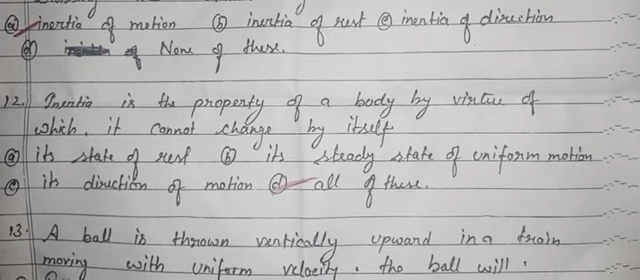 (a) inertia of motion (b) inertia of rest (c) inertia of direction
(d) None of these.
12. Inertia is the property of a body by virtue of
which, it cannot change by itself
(a) its state of rest (b) its steady state of uniform motion
(c) its direction of motion (d) all of these.
13. A ball is thrown vertically upward in a train
moving with uniform velocity. the ball will.